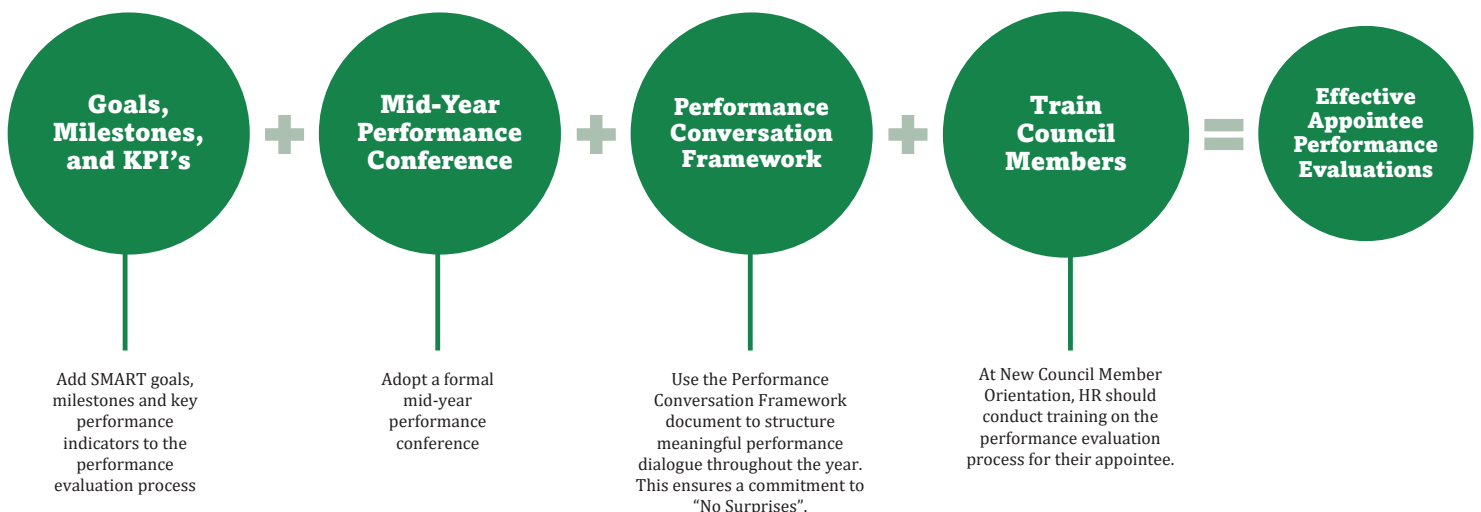 Goals,
Milestones,
and KPI's
Mid-Year
Performance
Conference
Performance
Conversation
Framework
Train
Council
Members
Effective
Appointee
Performance
Evaluations
Add SMART goals,
milestones and key
performance
indicators to the
performance
evaluation process
Adopt a formal
mid-year
performance
conference
Use the Performance
Conversation Framework
document to structure
meaningful performance
dialogue throughout the year.
This ensures a commitment to
“No Surprises”.
At New Council Member
Orientation, HR should
conduct training on the
performance evaluation
process for their appointee.